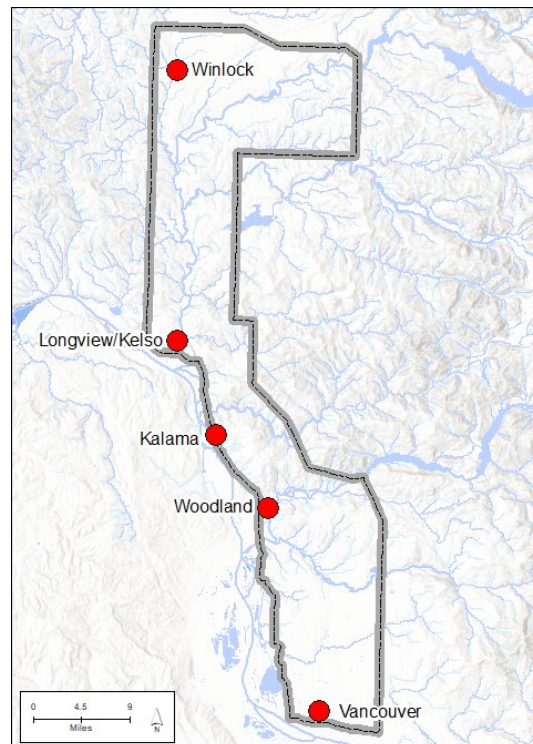 Winlock
Longview/Kelso
Kalama
Woodland
Vancouver
0 4.5 9
Miles
N